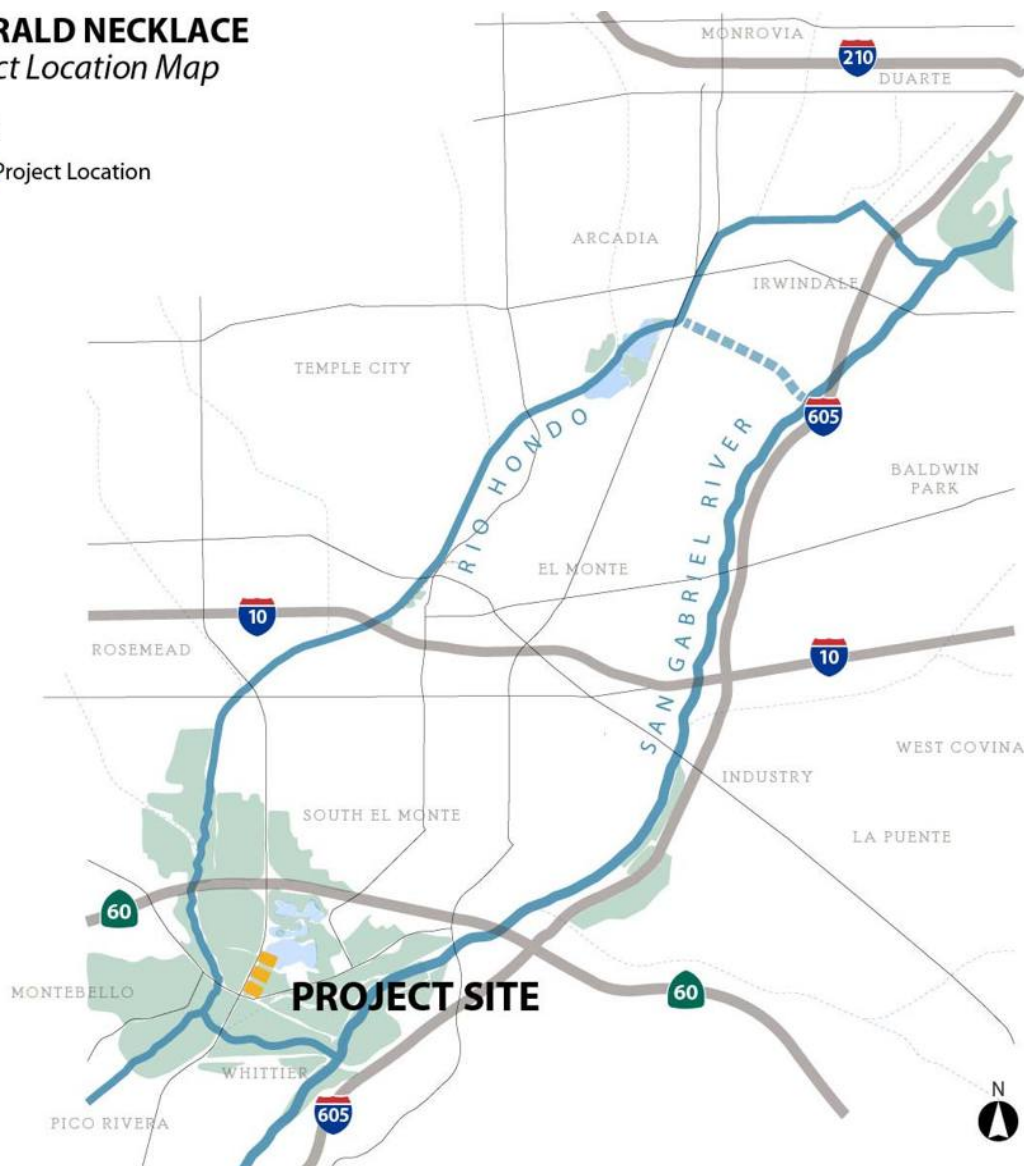 RALD NECKLACE
ct Location Map
Project Location
MONROVIA
210
DUARTE
ARCADIA
IRWINDALE
TEMPLE CITY
RIO HONDO
605
SAN GABRIEL RIVER
BALDWIN
PARK
EL MONTE
10
ROSEMEAD
10
WEST COVINA
INDUSTRY
SOUTH EL MONTE
LA PUENTE
60
MONTEBELLO
PROJECT SITE
60
WHITTIER
605
PICO RIVERA
N